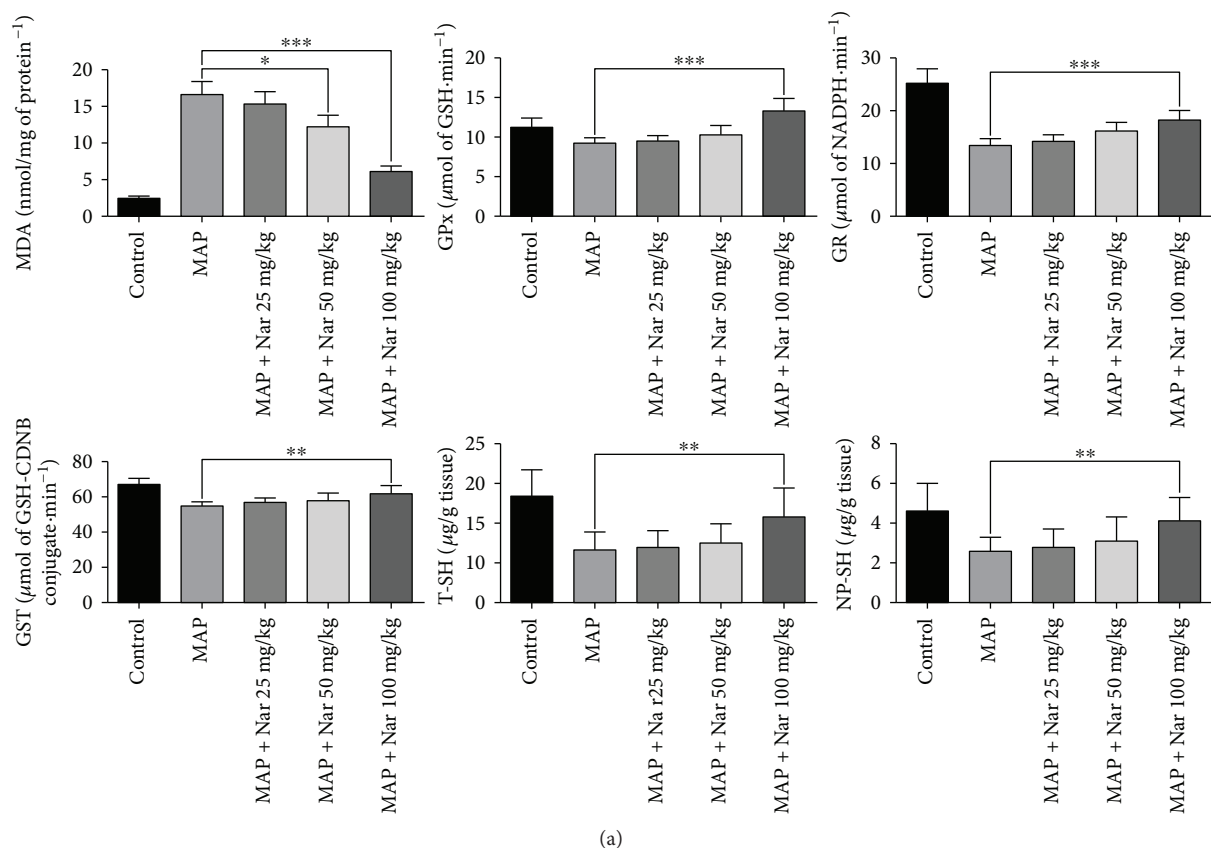 MDA (nmol/mg of protein⁻¹)
20
15
10
5
0
***
*
Control
MAP
MAP + Nar 25 mg/kg
MAP + Nar 50 mg/kg
MAP + Nar 100 mg/kg
GPx (μmol of GSH·min⁻¹)
20
15
10
5
0
***
Control
MAP
MAP + Nar 25 mg/kg
MAP + Nar 50 mg/kg
MAP + Nar 100 mg/kg
GR (μmol of NADPH·min⁻¹)
30
20
10
0
***
Control
MAP
MAP + Nar 25 mg/kg
MAP + Nar 50 mg/kg
MAP + Nar 100 mg/kg
GST (μmol of GSH-CDNB
conjugate·min⁻¹)
80
60
40
20
0
**
Control
MAP
MAP + Nar 25 mg/kg
MAP + Nar 50 mg/kg
MAP + Nar 100 mg/kg
T-SH (μg/g tissue)
25
20
15
10
0
**
Control
MAP
MAP + Na r25 mg/kg
MAP + Nar 50 mg/kg
MAP + Nar 100 mg/kg
NP-SH (μg/g tissue)
8
6
4
2
0
**
Control
MAP
MAP + Nar 25 mg/kg
MAP + Nar 50 mg/kg
MAP + Nar 100 mg/kg
(a)